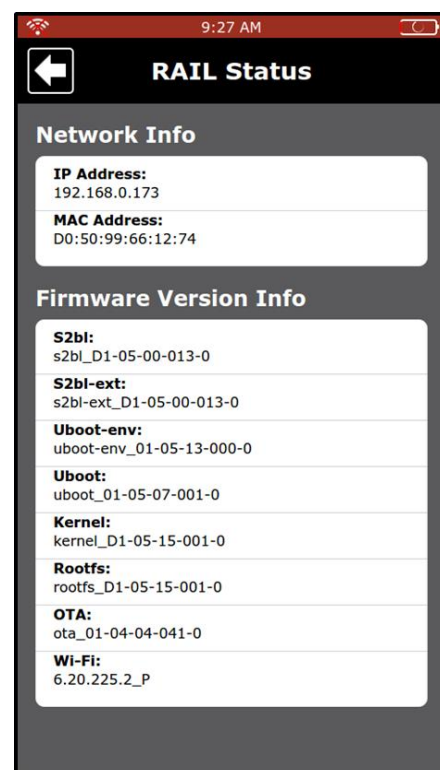 9:27 AM
RAIL Status
Network Info
IP Address:
192.168.0.173
MAC Address:
D0:50:99:66:12:74
Firmware Version Info
S2bl:
s2bl_D1-05-00-013-0
S2bl-ext:
s2bl-ext_D1-05-00-013-0
Uboot-env:
uboot-env_01-05-13-000-0
Uboot:
uboot_01-05-07-001-0
Kernel:
kernel_D1-05-15-001-0
Rootfs:
rootfs_D1-05-15-001-0
OTA:
ota_01-04-04-041-0
Wi-Fi:
6.20.225.2_P